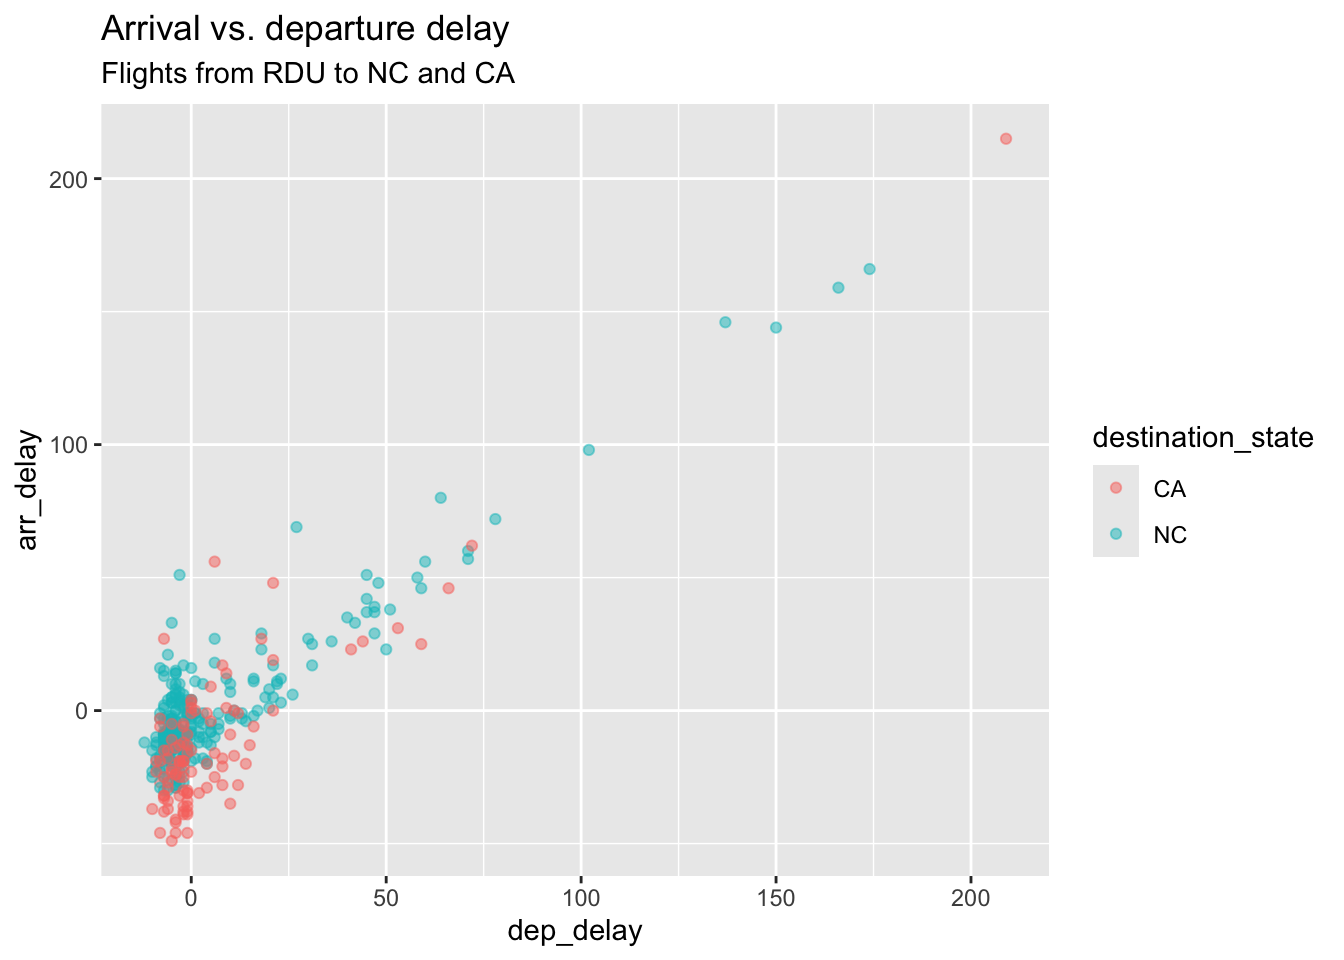 Arrival vs. departure delay
Flights from RDU to NC and CA
200
100
0
arr_delay
0 50 100 150 200
dep_delay
destination_state
CA
NC